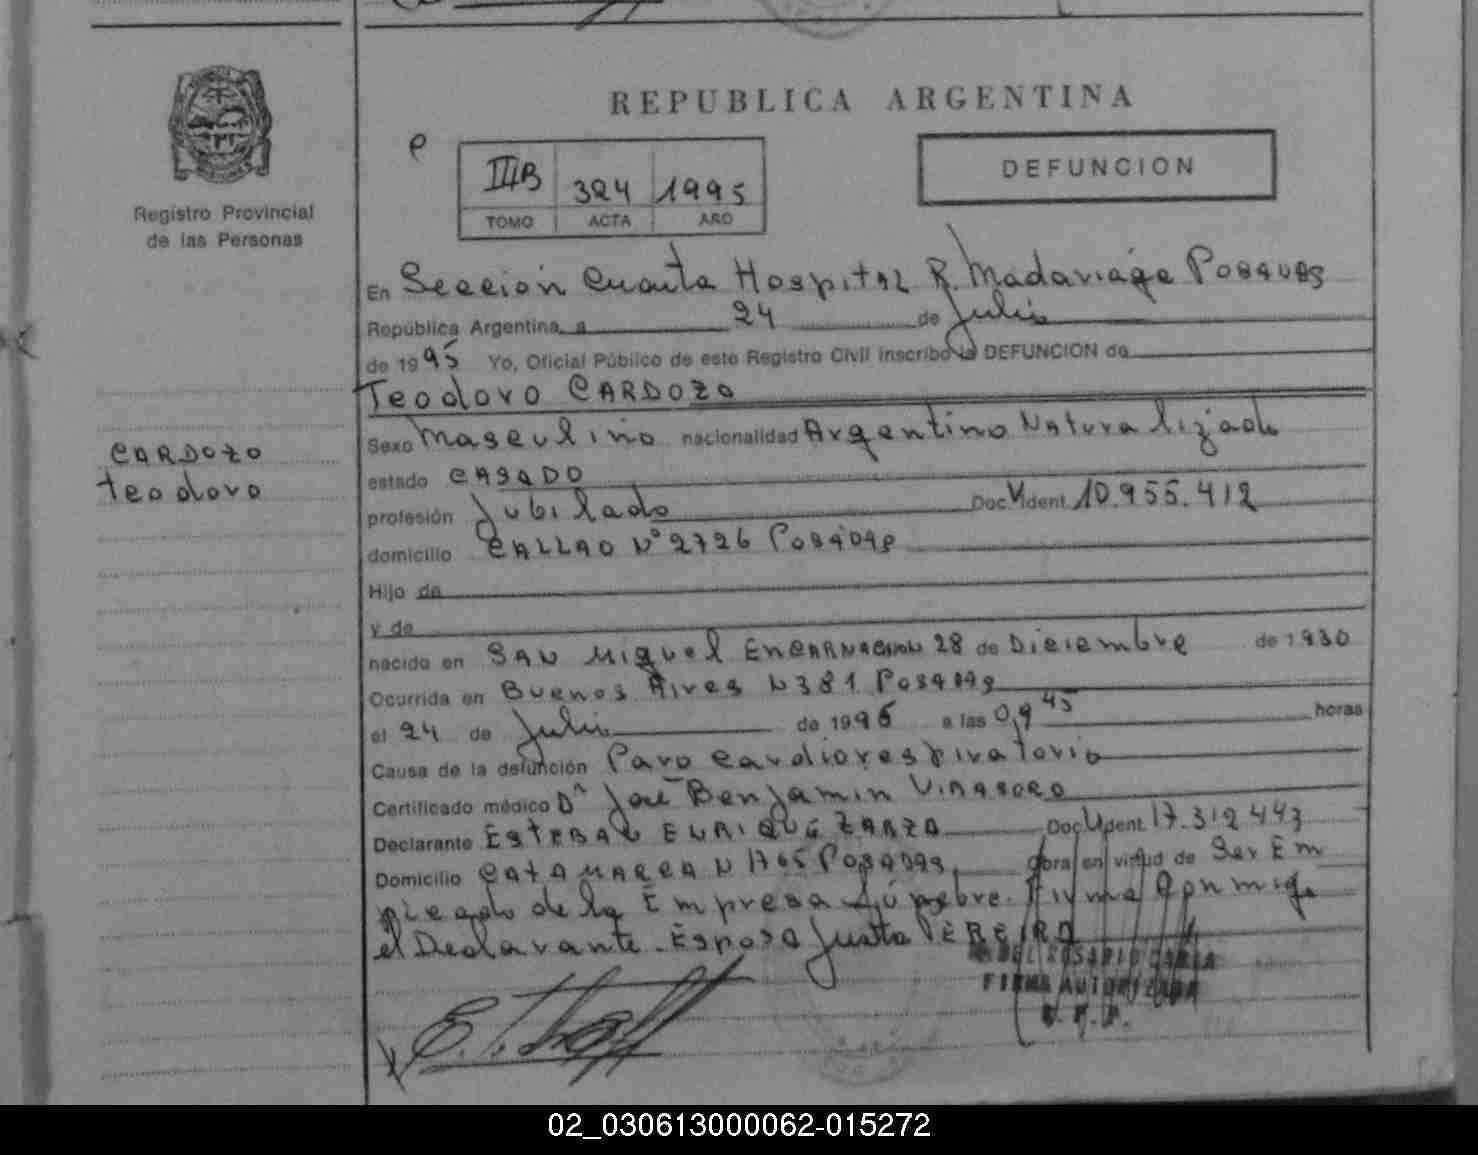 REPUBLICA ARGENTINA
DEFUNCION
IIIB 324 1995
TOMO ACTA AÑO
Registro Provincial
de las Personas
CARDOZO
Teodoro
En Sección Cuarta Hospital R. Madariaga Posadas
República Argentina, a 24 de Julio
de 1995 Yo, Oficial Público de este Registro Civil inscribo la DEFUNCION de
Teodoro CARDOZO
Sexo Masculino nacionalidad Argentino Naturalizado
estado CASADO
profesión Jubilado Doc. Ident. 10.955.412
domicilio CALLAO Nº 2726 Posadas
Hijo de
y de
nacido en SAN Miguel ENCARNACION 28 de Diciembre de 1930
Ocurrida en Buenos Aires N 381 Posadas
el 24 de Julio de 1995 a las 0,9 45 horas
Causa de la defunción Paro cardiorespiratorio
Certificado médico Dr José Benjamin
Declarante ESTEBAN ENRIQUE ZARZA Doc. Ident. 17.312.443
Domicilio CATAMARCA N 1765 Posadas Obra en virtud de Ser Em
pleado de la Empresa Fúnebre. Firma Conmigo
el Declarante. Esposa Justa PEREIRO
DEL ROSARIO
FIRMA AUTORIZADA
R. P. P.
02_030613000062-015272